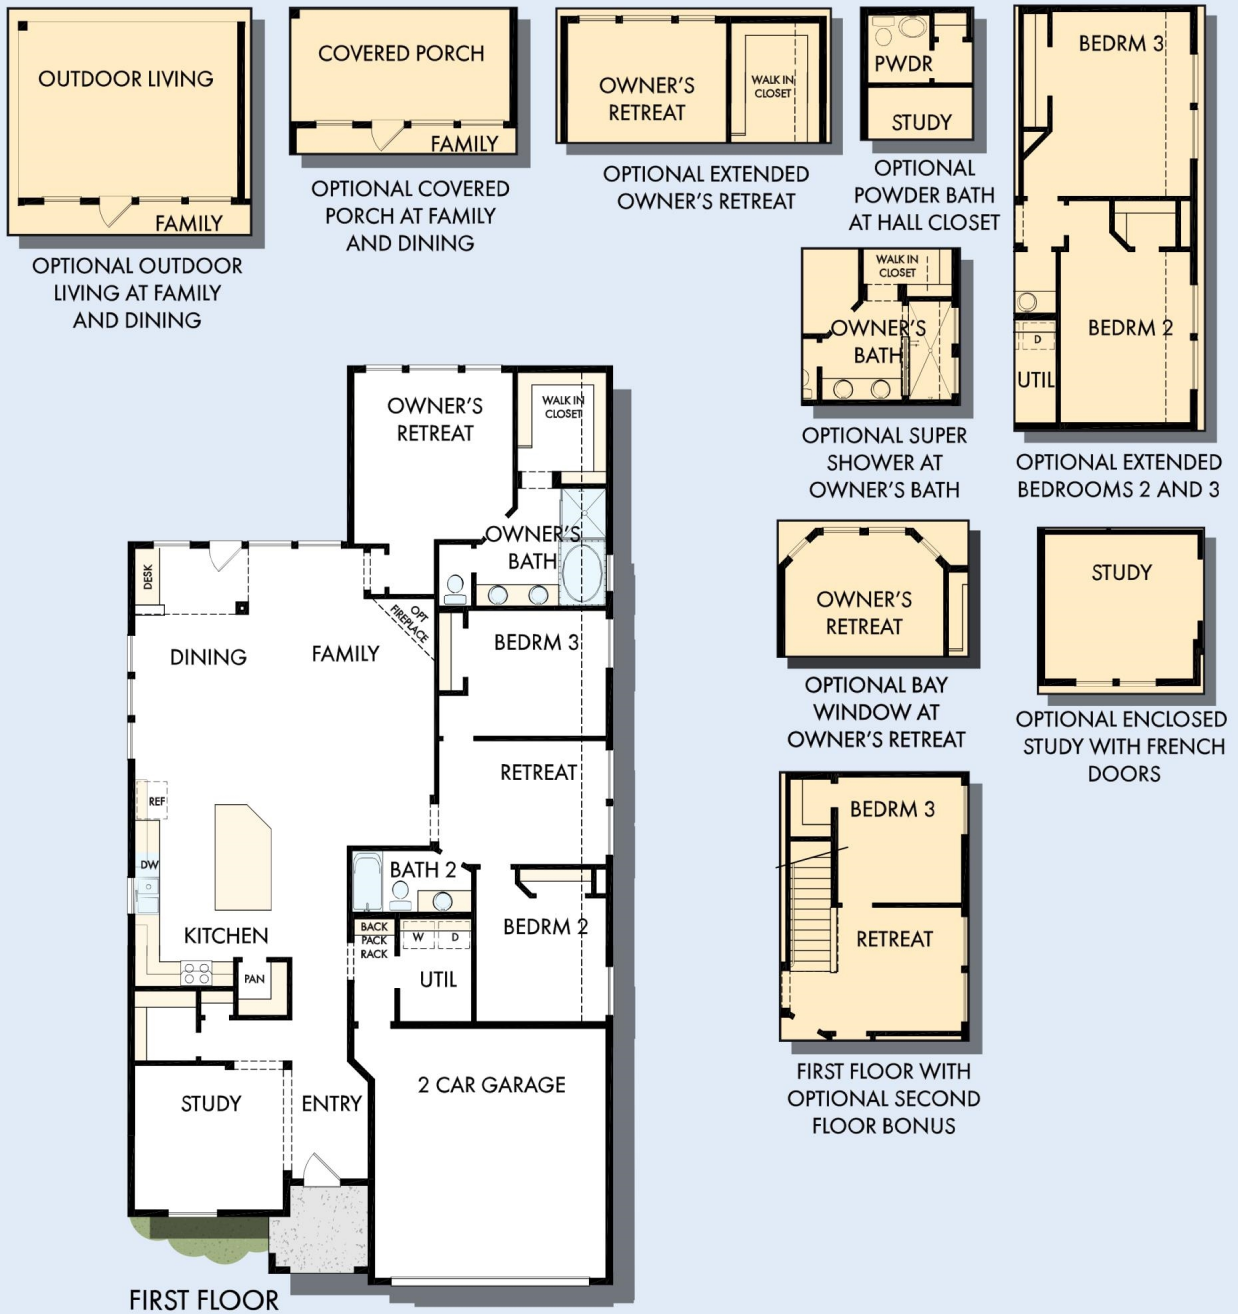 OUTDOOR LIVING
FAMILY
OPTIONAL OUTDOOR
LIVING AT FAMILY
AND DINING
COVERED PORCH
FAMILY
OPTIONAL COVERED
PORCH AT FAMILY
AND DINING
OWNER'S
RETREAT
WALK IN
CLOSET
OPTIONAL EXTENDED
OWNER'S RETREAT
PWDR
STUDY
OPTIONAL
POWDER BATH
AT HALL CLOSET
BEDRM 3
BEDRM 2
D
UTIL
OPTIONAL EXTENDED
BEDROOMS 2 AND 3
WALK IN
CLOSET
OWNER'S
BATH
OPTIONAL SUPER
SHOWER AT
OWNER'S BATH
OWNER'S
RETREAT
OPTIONAL BAY
WINDOW AT
OWNER'S RETREAT
STUDY
OPTIONAL ENCLOSED
STUDY WITH FRENCH
DOORS
BEDRM 3
RETREAT
FIRST FLOOR WITH
OPTIONAL SECOND
FLOOR BONUS
OWNER'S
RETREAT
WALK IN
CLOSET
OWNER'S
BATH
DESK
OPT
FIREPLACE
DINING
FAMILY
BEDRM 3
RETREAT
REF
DW
BATH 2
KITCHEN
BACK
PACK
RACK
W
D
BEDRM 2
PAN
UTIL
STUDY
ENTRY
2 CAR GARAGE
FIRST FLOOR